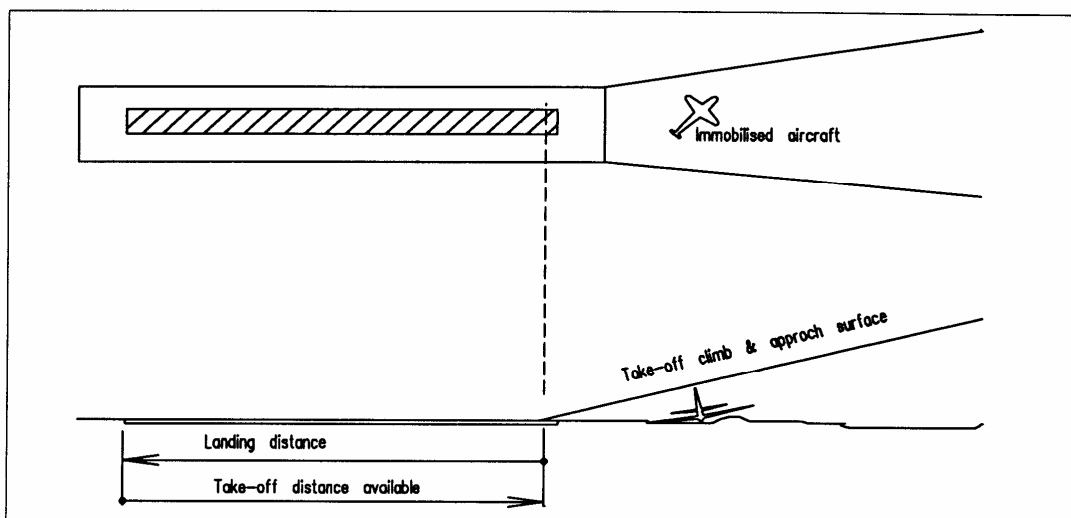 Immobilised aircraft
Take-off climb & approch surface
Landing distance
Take-off distance available